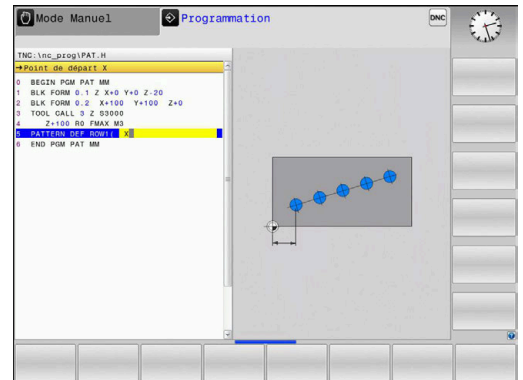 Mode Manuel
Programmation
DNC
TNC:\nc_prog\PAT.H
→Point de départ X
0 BEGIN PGM PAT MM
1 BLK FORM 0.1 Z X+0 Y+0 Z-20
2 BLK FORM 0.2 X+100 Y+100 Z+0
3 TOOL CALL 3 Z S3000
4 Z+100 R0 FMAX M3
5 PATTERN DEF ROW1( X
6 END PGM PAT MM